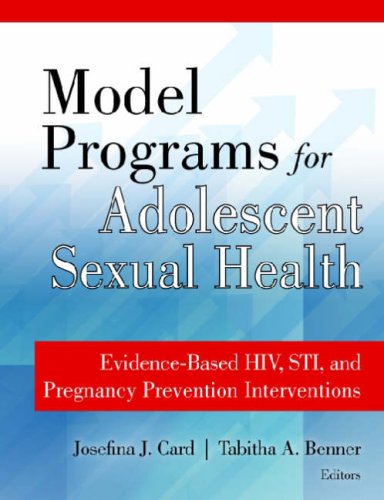 Model
Programs for
Adolescent
Sexual Health
Evidence-Based HIV, STI, and
Pregnancy Prevention Interventions
Josefina J. Card | Tabitha A. Benner
Editors